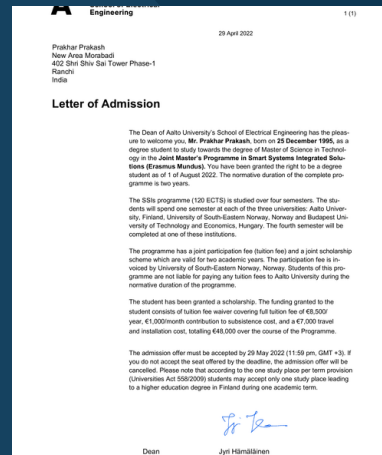 Engineering
1 (1)
29 April 2022
Prakhar Prakash
New Area Morabadi
402 Shri Shiv Sai Tower Phase-1
Ranchi
India
Letter of Admission
The Dean of Aalto University's School of Electrical Engineering has the pleas-
ure to welcome you, Mr. Prakhar Prakash, born on 25 December 1995, as a
degree student to study towards the degree of Master of Science in Technol-
ogy in the Joint Master's Programme in Smart Systems Integrated Solu-
tions (Erasmus Mundus). You have been granted the right to be a degree
student as of 1 of August 2022. The normative duration of the complete pro-
gramme is two years.
The SSIs programme (120 ECTS) is studied over four semesters. The stu-
dents will spend one semester at each of the three universities: Aalto Univer-
sity, Finland, University of South-Eastern Norway, Norway and Budapest Uni-
versity of Technology and Economics, Hungary. The fourth semester will be
completed at one of these institutions.
The programme has a joint participation fee (tuition fee) and a joint scholarship
scheme which are valid for two academic years. The participation fee is in-
voiced by University of South-Eastern Norway, Norway. Students of this pro-
gramme are not liable for paying any tuition fees to Aalto University during the
normative duration of the programme.
The student has been granted a scholarship. The funding granted to the
student consists of tuition fee waiver covering full tuition fee of €8,500/
year, €1,000/month contribution to subsistence cost, and a €7,000 travel
and installation cost, totalling €48,000 over the course of the Programme.
The admission offer must be accepted by 29 May 2022 (11:59 pm, GMT +3). If
you do not accept the seat offered by the deadline, the admission offer will be
cancelled. Please note that according to the one study place per term provision
(Universities Act 558/2009) students may accept only one study place leading
to a higher education degree in Finland during one academic term.
Dean Jyri Hämäläinen